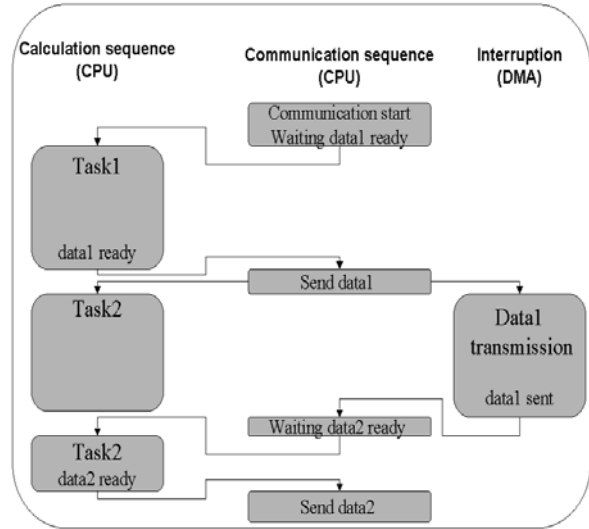 Calculation sequence
(CPU)
Communication sequence
(CPU)
Interruption
(DMA)
Communication start
Waiting data1 ready
Task1
data1 ready
Send data1
Task2
Data1
transmission
data1 sent
Waiting data2 ready
Task2
data2 ready
Send data2